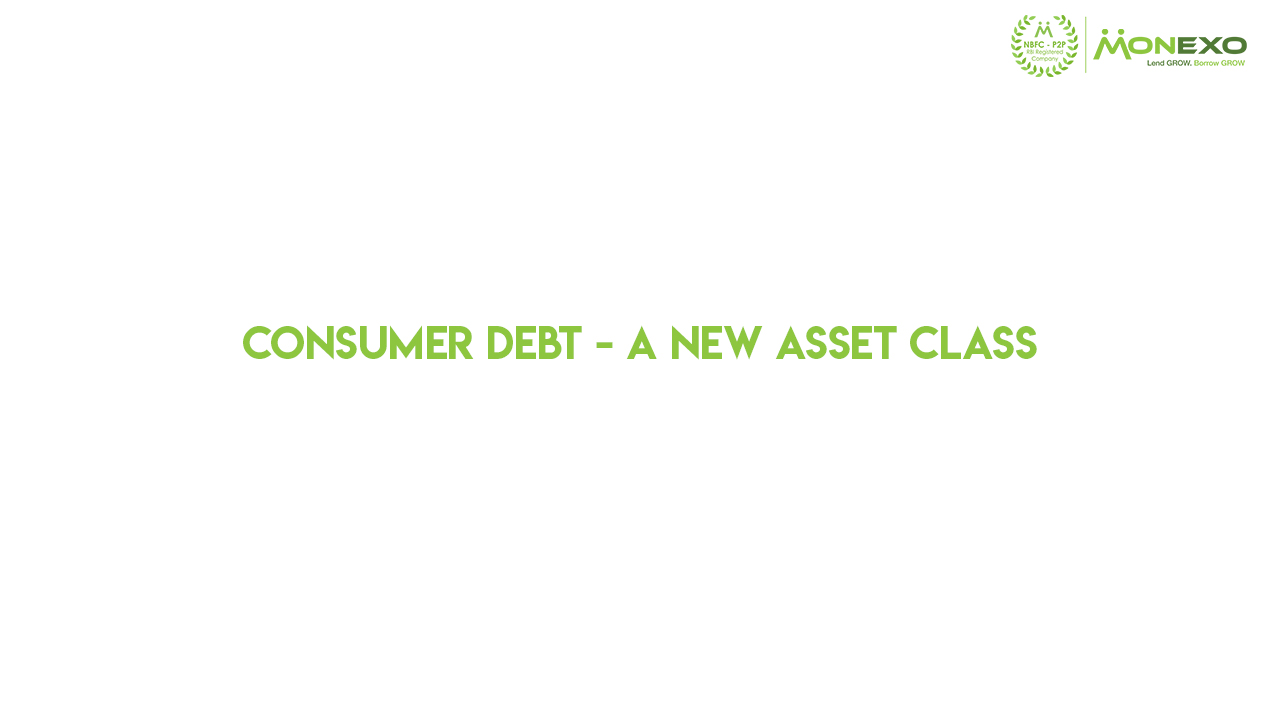 NBFC - P2P
RBI Registered
Company
MONEXO
Lend GROW. Borrow GROW
CONSUMER DEBT - A NEW ASSET CLASS